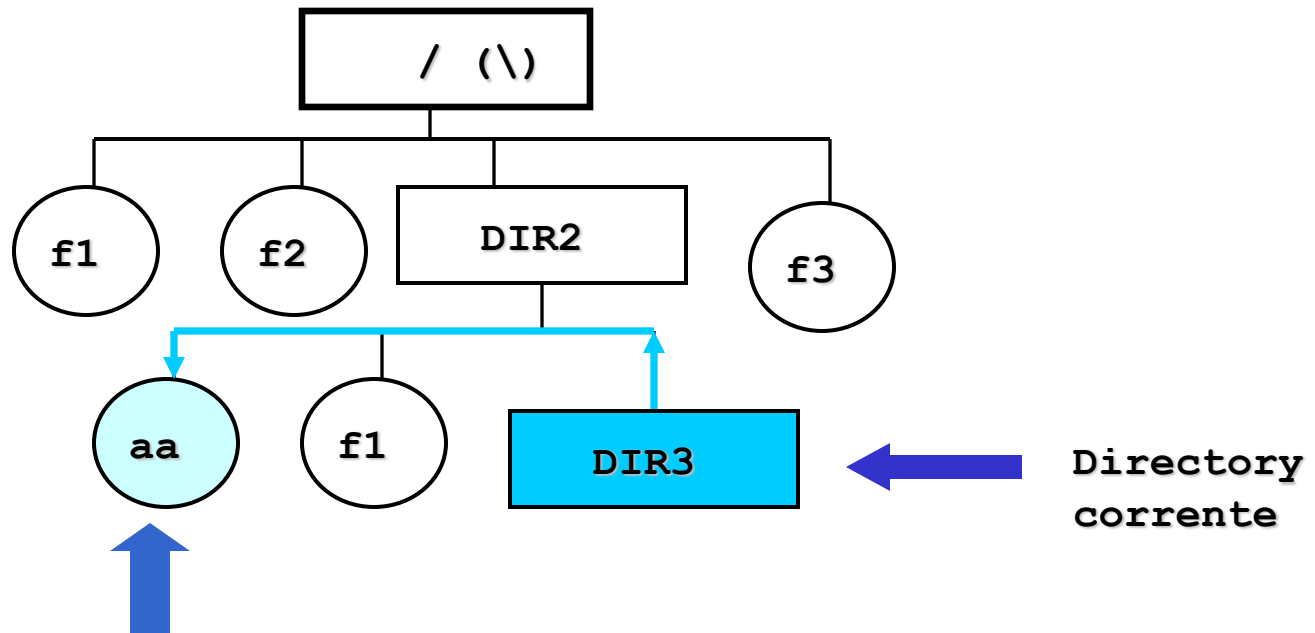 / (\)
f1
f2
DIR2
f3
aa
f1
DIR3
Directory
corrente